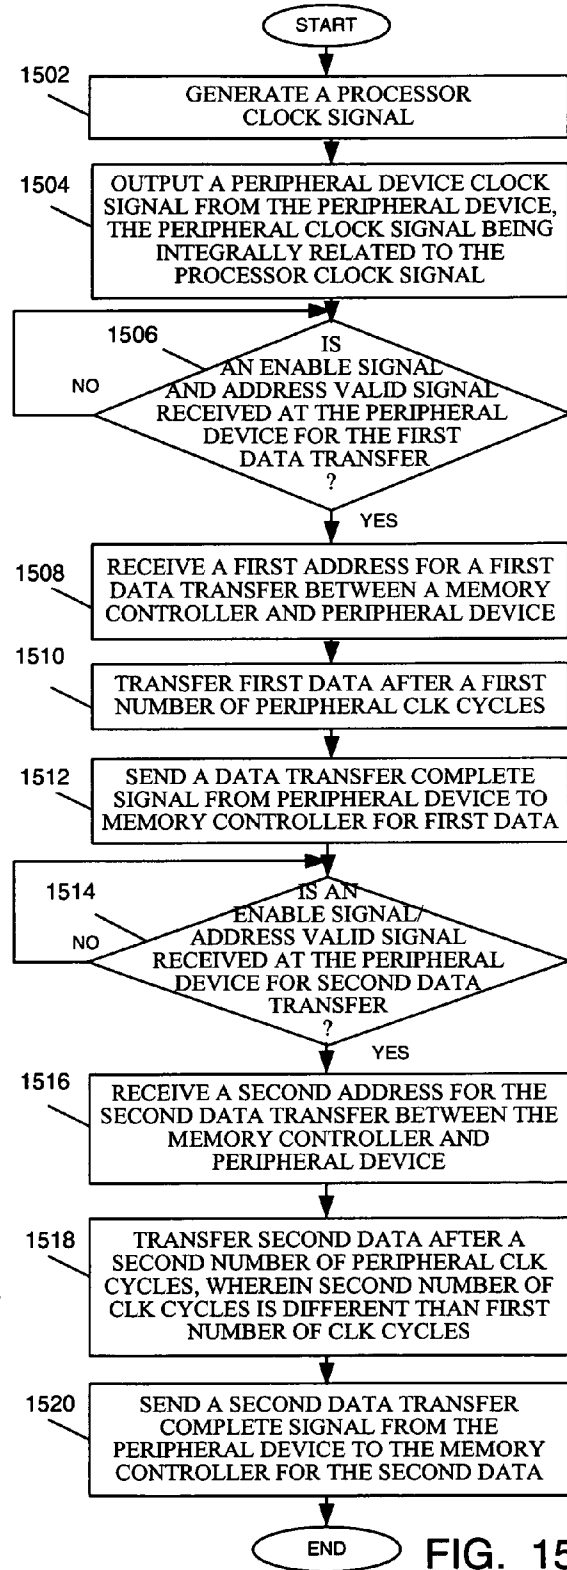 START
1502
GENERATE A PROCESSOR
CLOCK SIGNAL
1504
OUTPUT A PERIPHERAL DEVICE CLOCK
SIGNAL FROM THE PERIPHERAL DEVICE,
THE PERIPHERAL CLOCK SIGNAL BEING
INTEGRALLY RELATED TO THE
PROCESSOR CLOCK SIGNAL
1506
IS
AN ENABLE SIGNAL
AND ADDRESS VALID SIGNAL
RECEIVED AT THE PERIPHERAL
DEVICE FOR THE FIRST
DATA TRANSFER
?
NO
YES
1508
RECEIVE A FIRST ADDRESS FOR A FIRST
DATA TRANSFER BETWEEN A MEMORY
CONTROLLER AND PERIPHERAL DEVICE
1510
TRANSFER FIRST DATA AFTER A FIRST
NUMBER OF PERIPHERAL CLK CYCLES
1512
SEND A DATA TRANSFER COMPLETE
SIGNAL FROM PERIPHERAL DEVICE TO
MEMORY CONTROLLER FOR FIRST DATA
1514
IS AN
ENABLE SIGNAL/
ADDRESS VALID SIGNAL
RECEIVED AT THE PERIPHERAL
DEVICE FOR SECOND DATA
TRANSFER
?
NO
YES
1516
RECEIVE A SECOND ADDRESS FOR THE
SECOND DATA TRANSFER BETWEEN THE
MEMORY CONTROLLER AND
PERIPHERAL DEVICE
1518
TRANSFER SECOND DATA AFTER A
SECOND NUMBER OF PERIPHERAL CLK
CYCLES, WHEREIN SECOND NUMBER OF
CLK CYCLES IS DIFFERENT THAN FIRST
NUMBER OF CLK CYCLES
1520
SEND A SECOND DATA TRANSFER
COMPLETE SIGNAL FROM THE
PERIPHERAL DEVICE TO THE MEMORY
CONTROLLER FOR THE SECOND DATA
END
FIG. 15